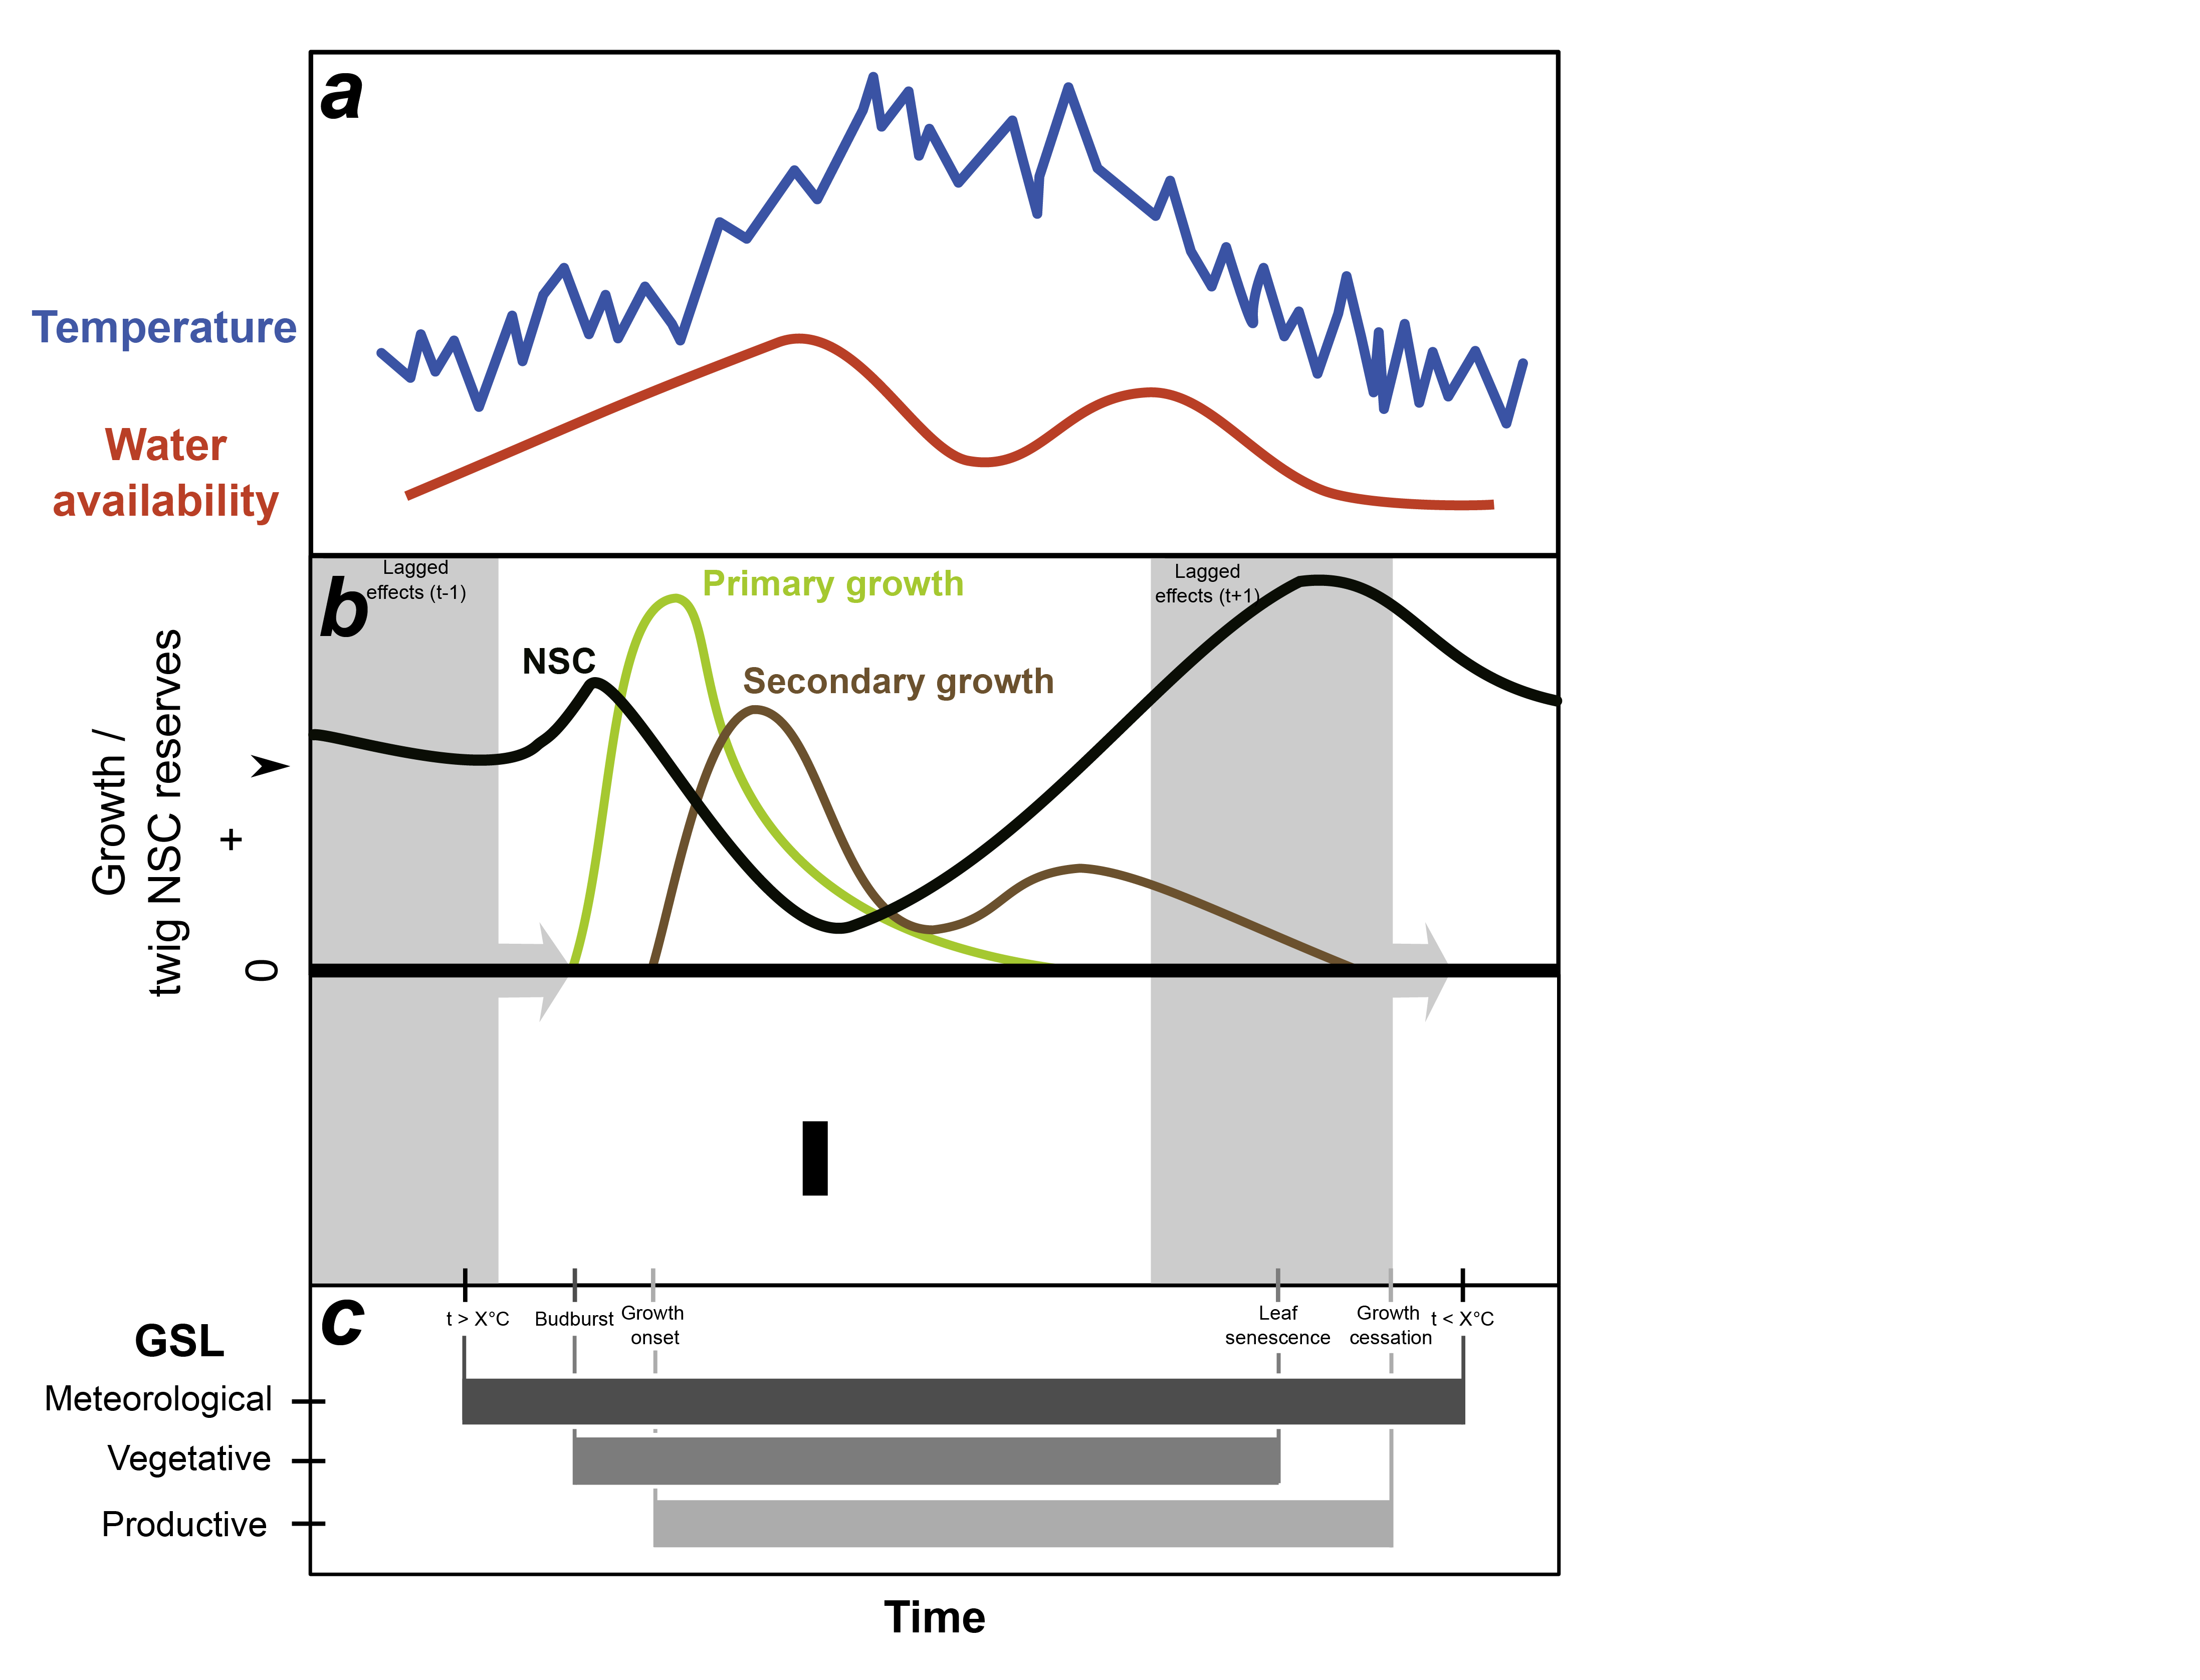 a
Temperature
Water
availability
Lagged
effects (t-1)
b
Primary growth
Lagged
effects (t+1)
NSC
Secondary growth
Growth /
twig NSC reserves
+
0
c
t > X°C
Budburst
Growth
onset
Leaf
senescence
Growth
cessation
t < X°C
GSL
Meteorological
Vegetative
Productive
Time